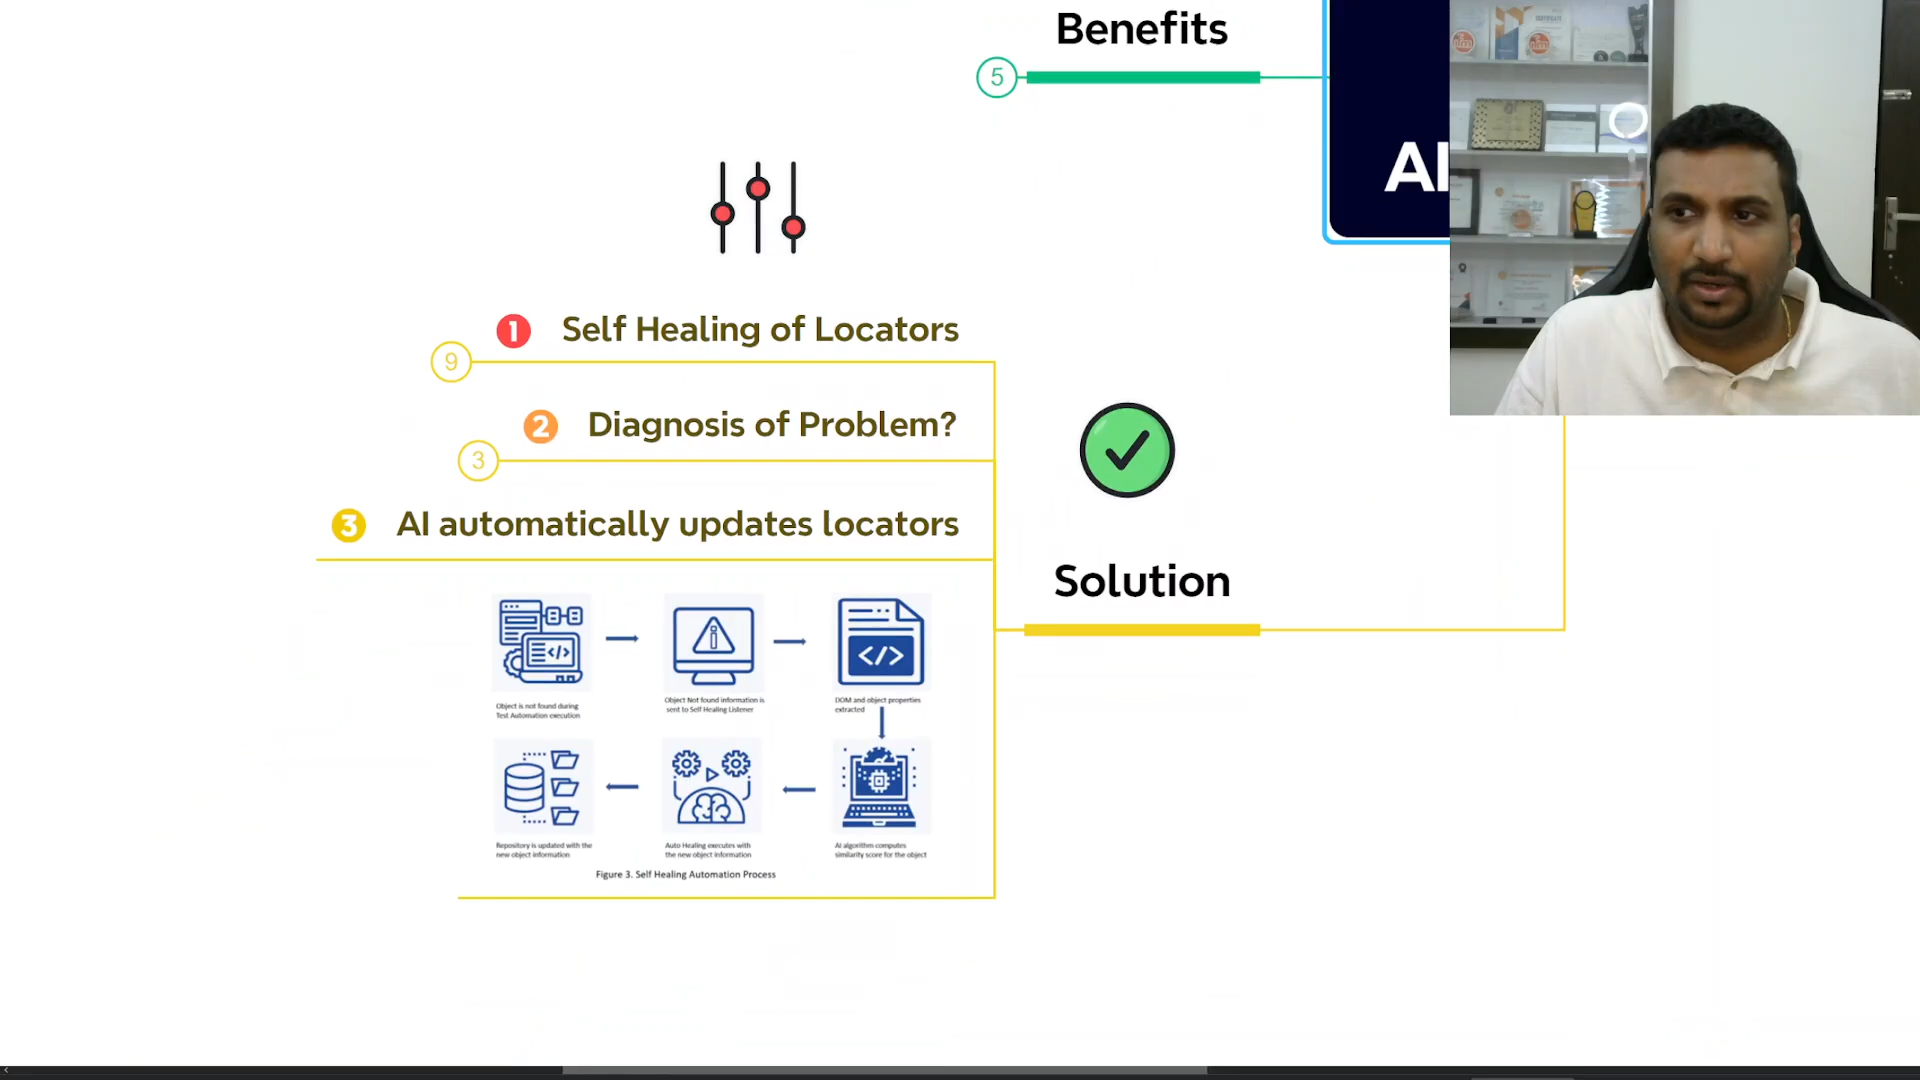 Benefits
5
AI
1 Self Healing of Locators
9
2 Diagnosis of Problem?
3
3 AI automatically updates locators
Solution
Object is not found during
Test Automation execution
Object Not found information is
sent to Self Healing Listener
DOM and object properties
extracted
Repository is updated with the
new object information
Auto Healing executes with
the new object information
AI algorithm computes
similarity score for the object
Figure 3. Self Healing Automation Process